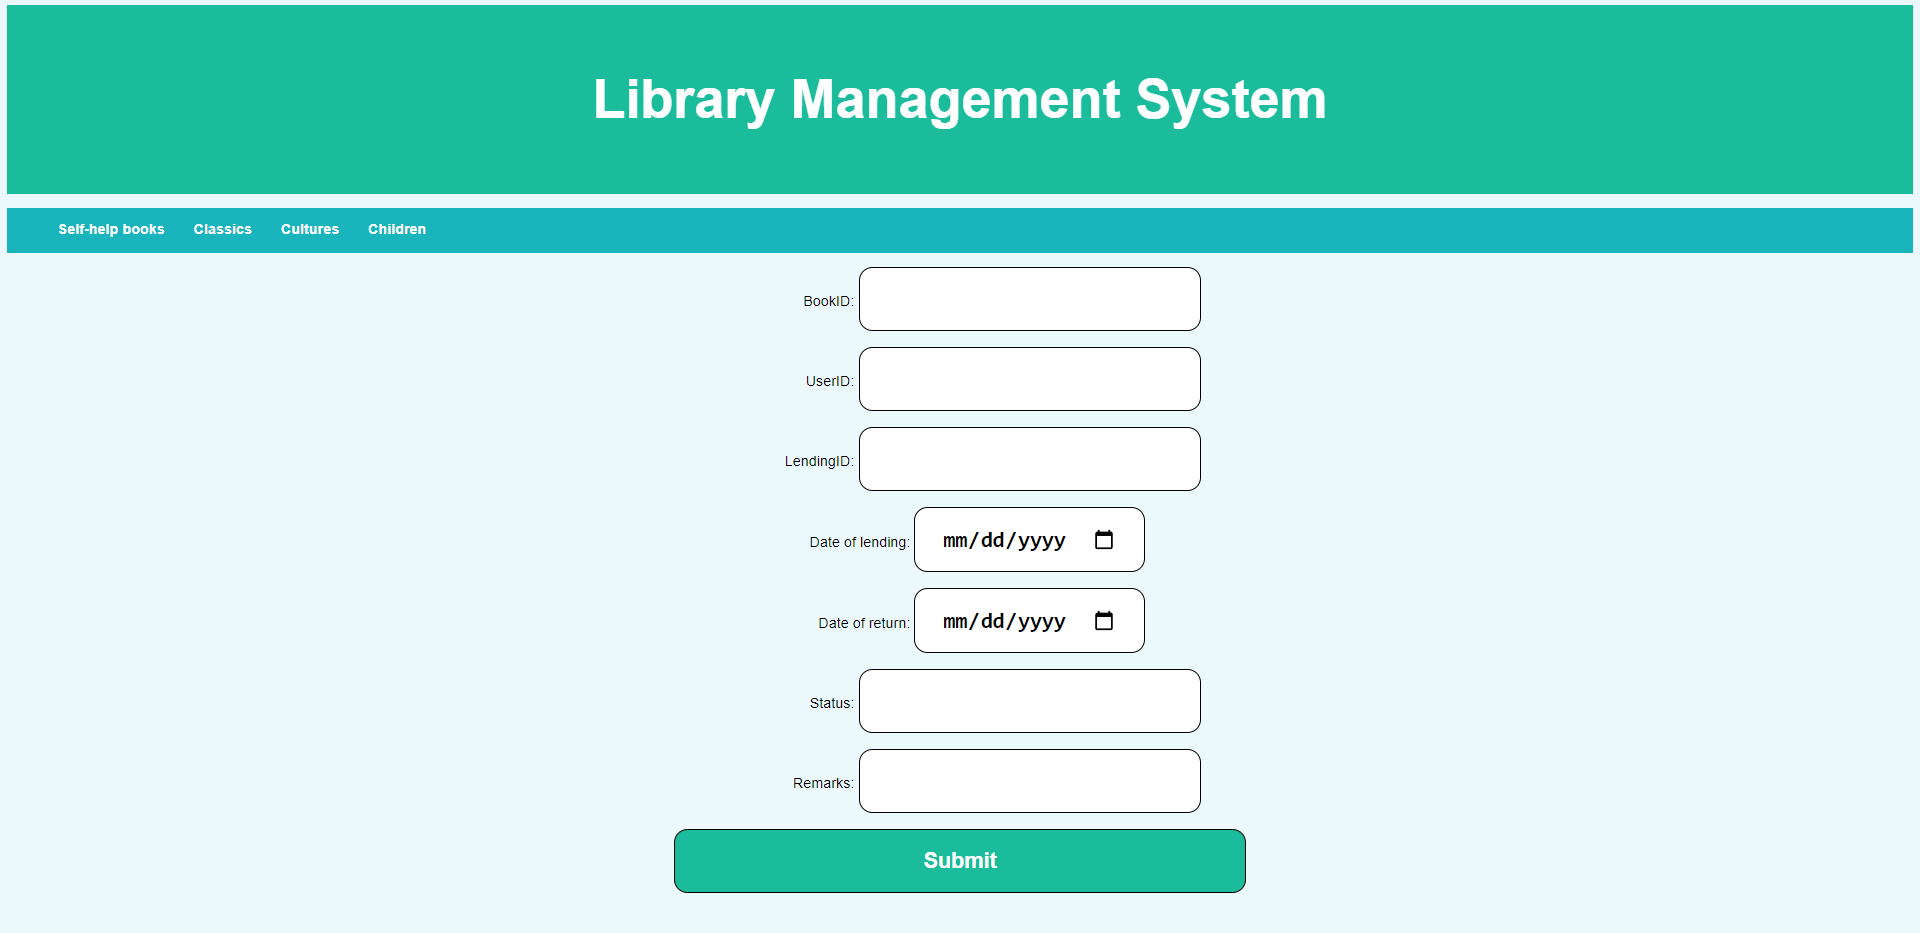 Library Management System
Self-help books Classics Cultures Children
BookID:
UserID:
LendingID:
Date of lending: mm/dd/yyyy
Date of return: mm/dd/yyyy
Status:
Remarks:
Submit